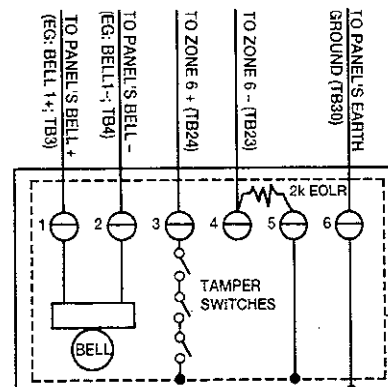 TO PANEL'S BELL +
(EG: BELL 1+; TB3)
TO PANEL'S BELL –
(EG: BELL1–; TB4)
TO ZONE 6 + (TB24)
TO ZONE 6 – (TB23)
TO PANEL'S EARTH
GROUND (TB30)
2k EOLR
1
2
3
4
5
6
TAMPER
SWITCHES
BELL